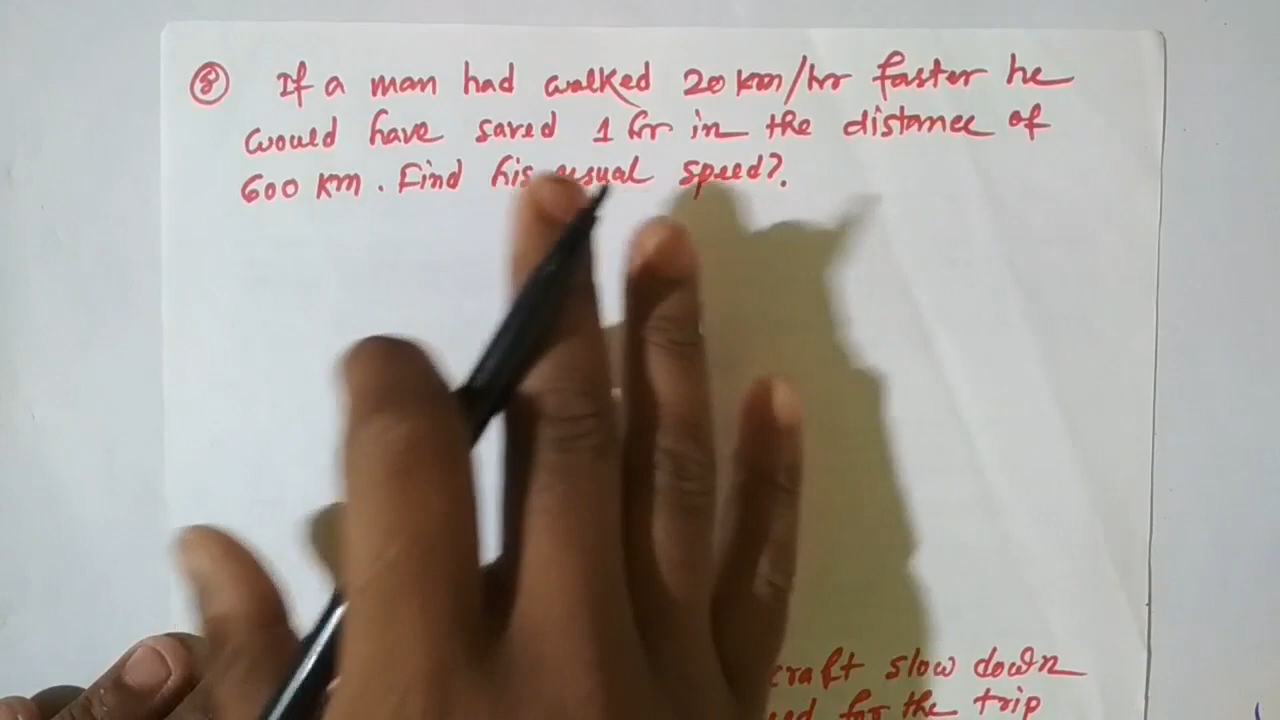 ⑧ If a man had walked 20 km/hr faster he
would have saved 1 hr in the distance of
600 KM. Find his usual speed?.
craft slow down
for the trip